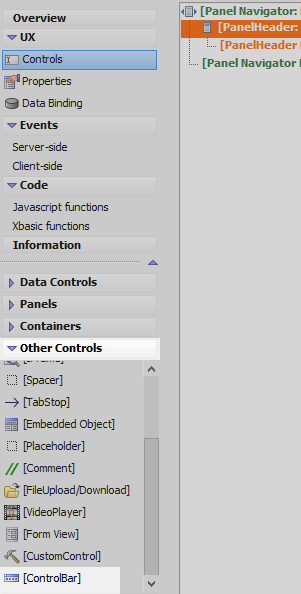 Overview
UX
Controls
Properties
Data Binding
Events
Server-side
Client-side
Code
Javascript functions
Xbasic functions
Information
Data Controls
Panels
Containers
Other Controls
[Spacer]
[TabStop]
[Embedded Object]
[Placeholder]
[Comment]
[FileUpload/Download]
[VideoPlayer]
[Form View]
[CustomControl]
[ControlBar]
[Panel Navigator:
[PanelHeader:
[PanelHeader
[Panel Navigator